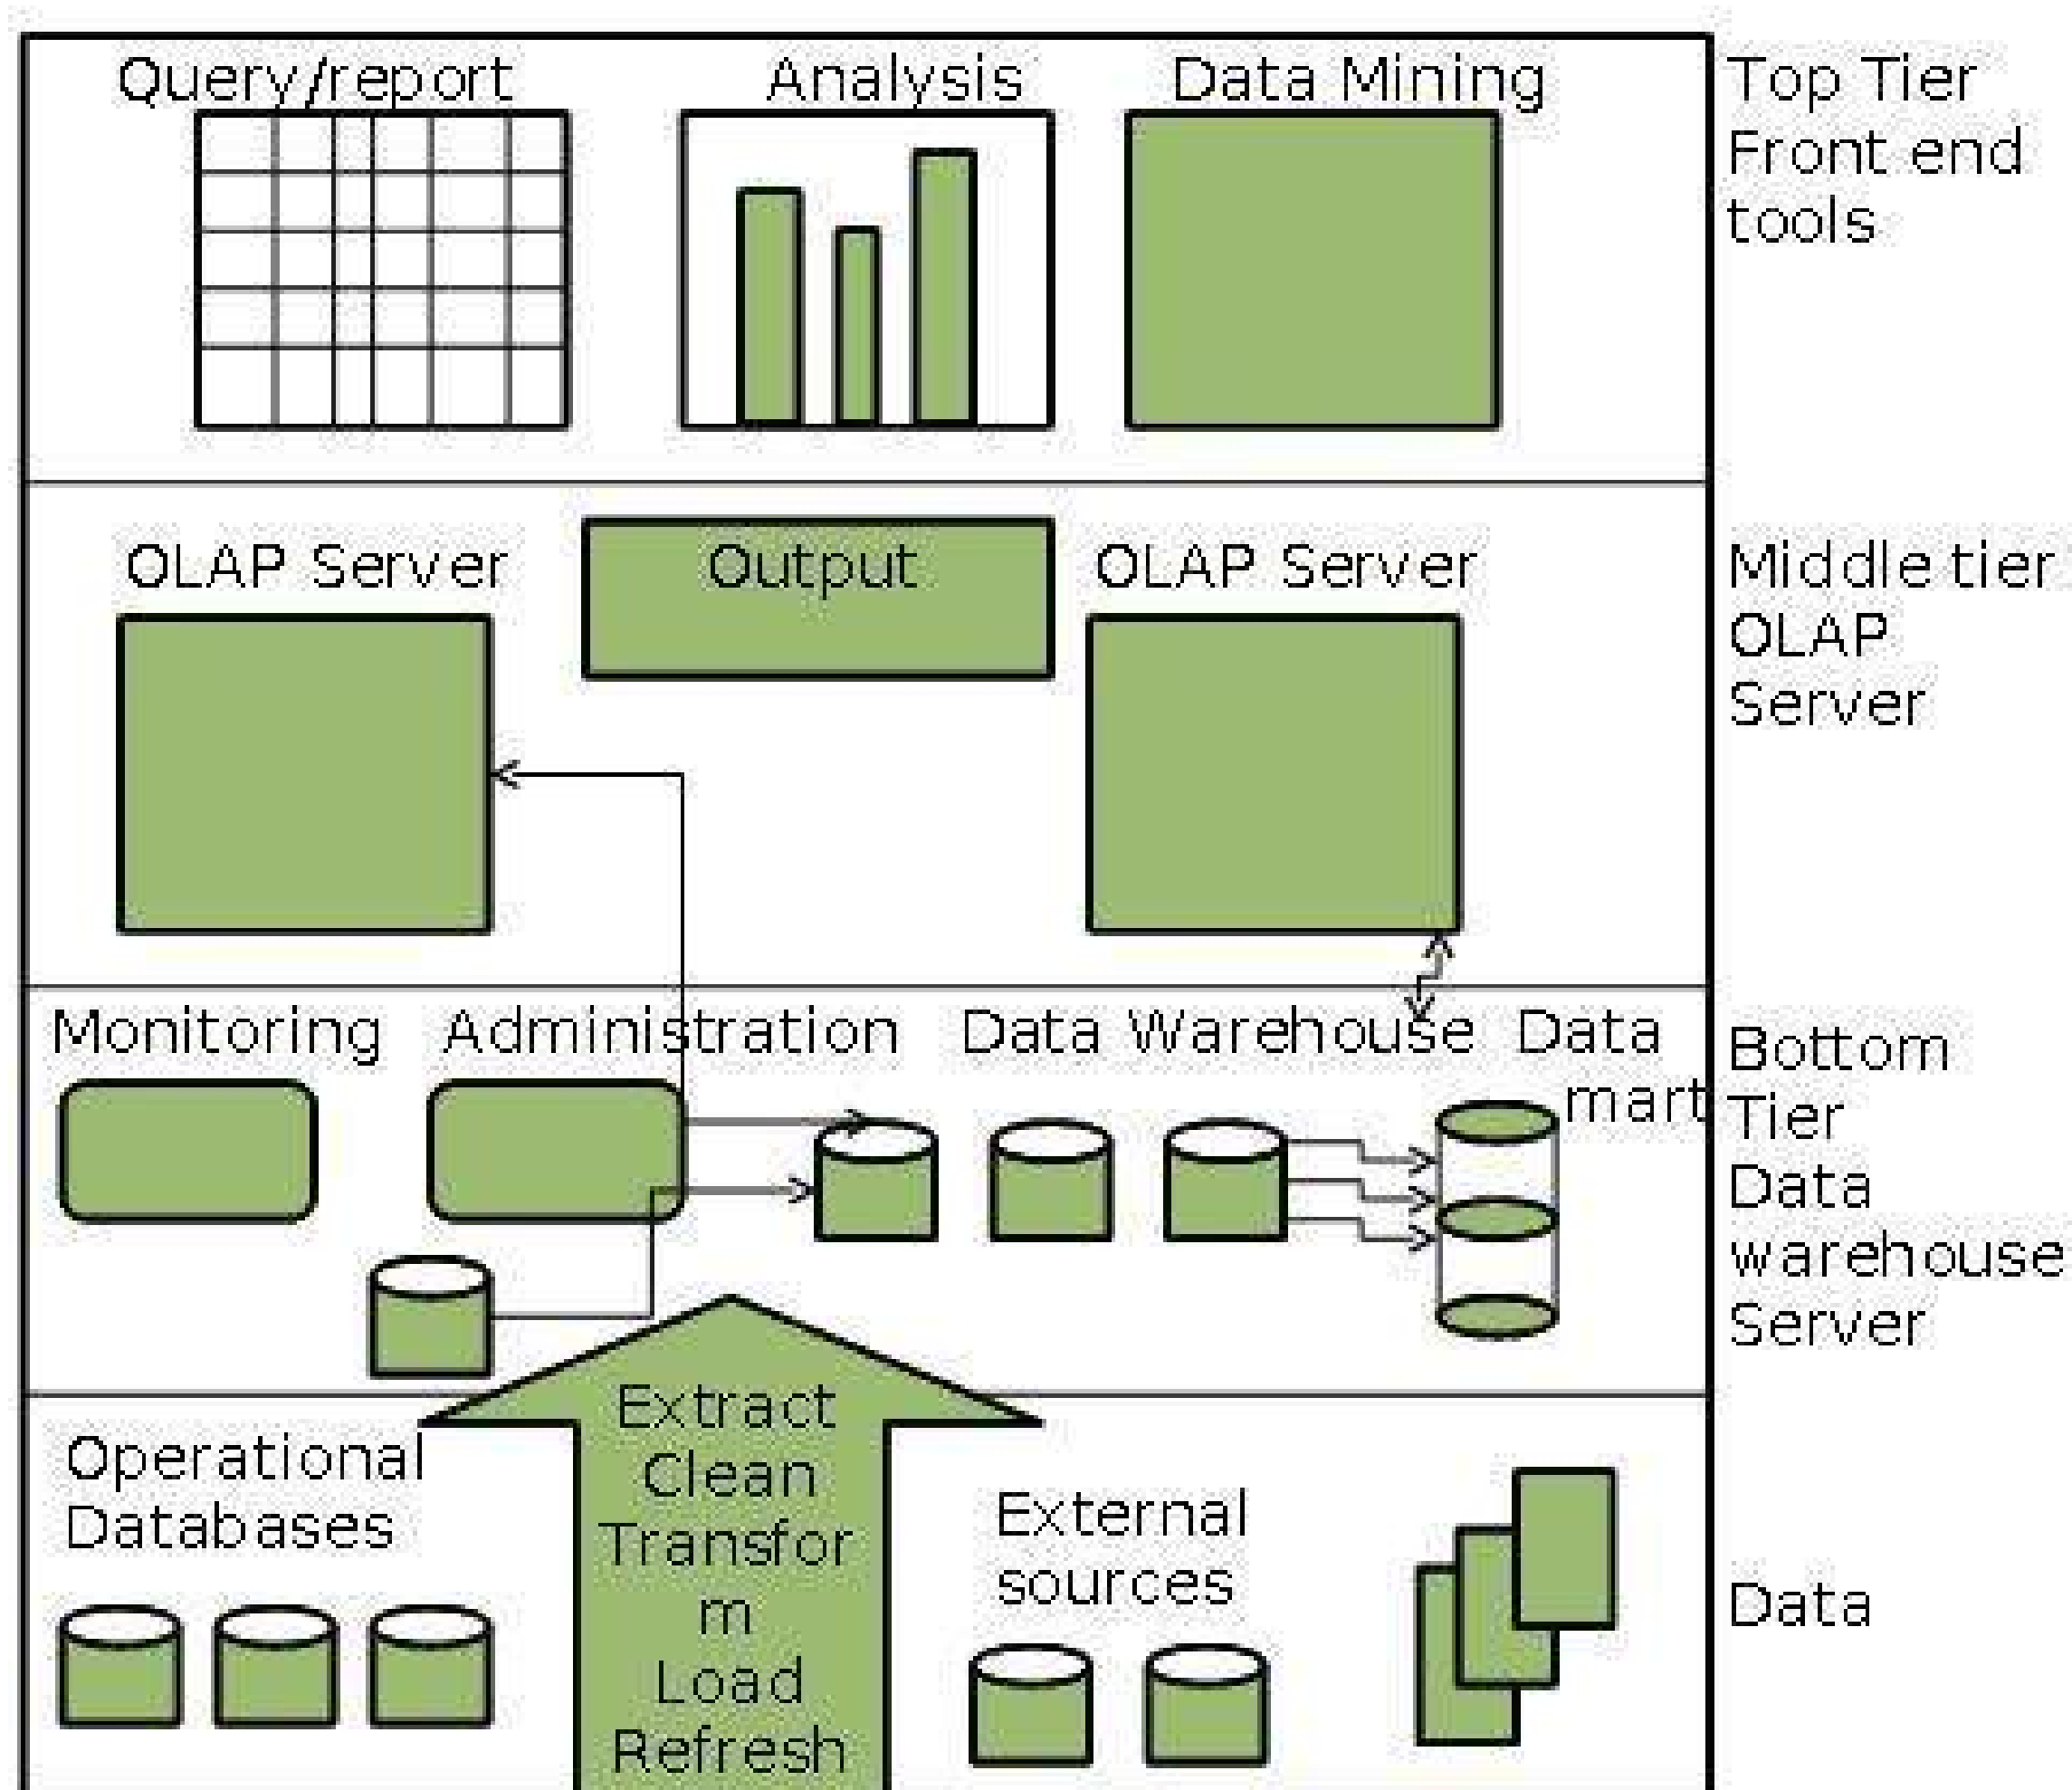 Query/report
Analysis
Data Mining
Top Tier
Front end
tools
OLAP Server
Output
OLAP Server
Middle tier
OLAP
Server
Monitoring
Administration
Data Warehouse
Data
mart
Bottom
Tier
Data
warehouse
Server
Operational
Databases
Extract
Clean
Transfor
m
Load
Refresh
External
sources
Data